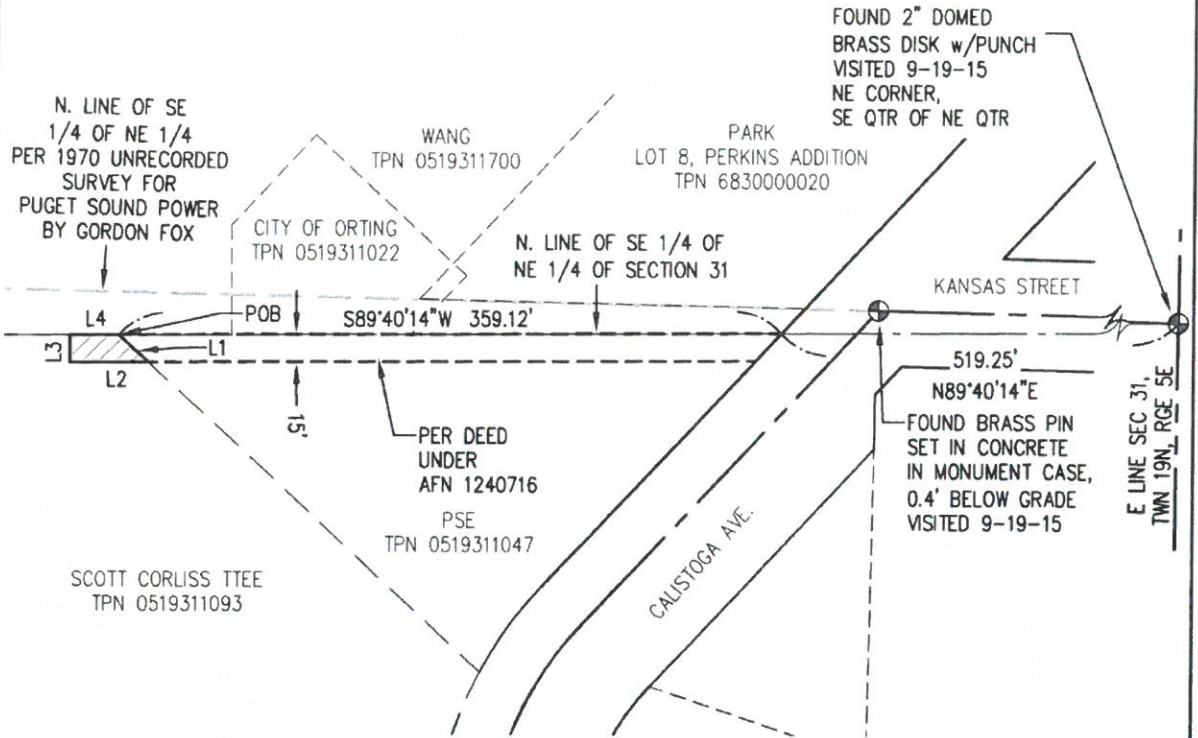 FOUND 2" DOMED
BRASS DISK w/PUNCH
VISITED 9-19-15
NE CORNER,
SE QTR OF NE QTR
N. LINE OF SE
1/4 OF NE 1/4
PER 1970 UNRECORDED
SURVEY FOR
PUGET SOUND POWER
BY GORDON FOX
WANG
TPN 0519311700
PARK
LOT 8, PERKINS ADDITION
TPN 6830000020
CITY OF ORTING
TPN 0519311022
N. LINE OF SE 1/4 OF
NE 1/4 OF SECTION 31
KANSAS STREET
L4
POB
S89°40'14"W 359.12'
L3
L1
L2
15'
519.25'
N89°40'14"E
PER DEED
UNDER
AFN 1240716
FOUND BRASS PIN
SET IN CONCRETE
IN MONUMENT CASE,
0.4' BELOW GRADE
VISITED 9-19-15
E LINE SEC 31,
TWN 19N, RGE 5E
PSE
TPN 0519311047
SCOTT CORLISS TTEE
TPN 0519311093
CALISTOGA AVE.